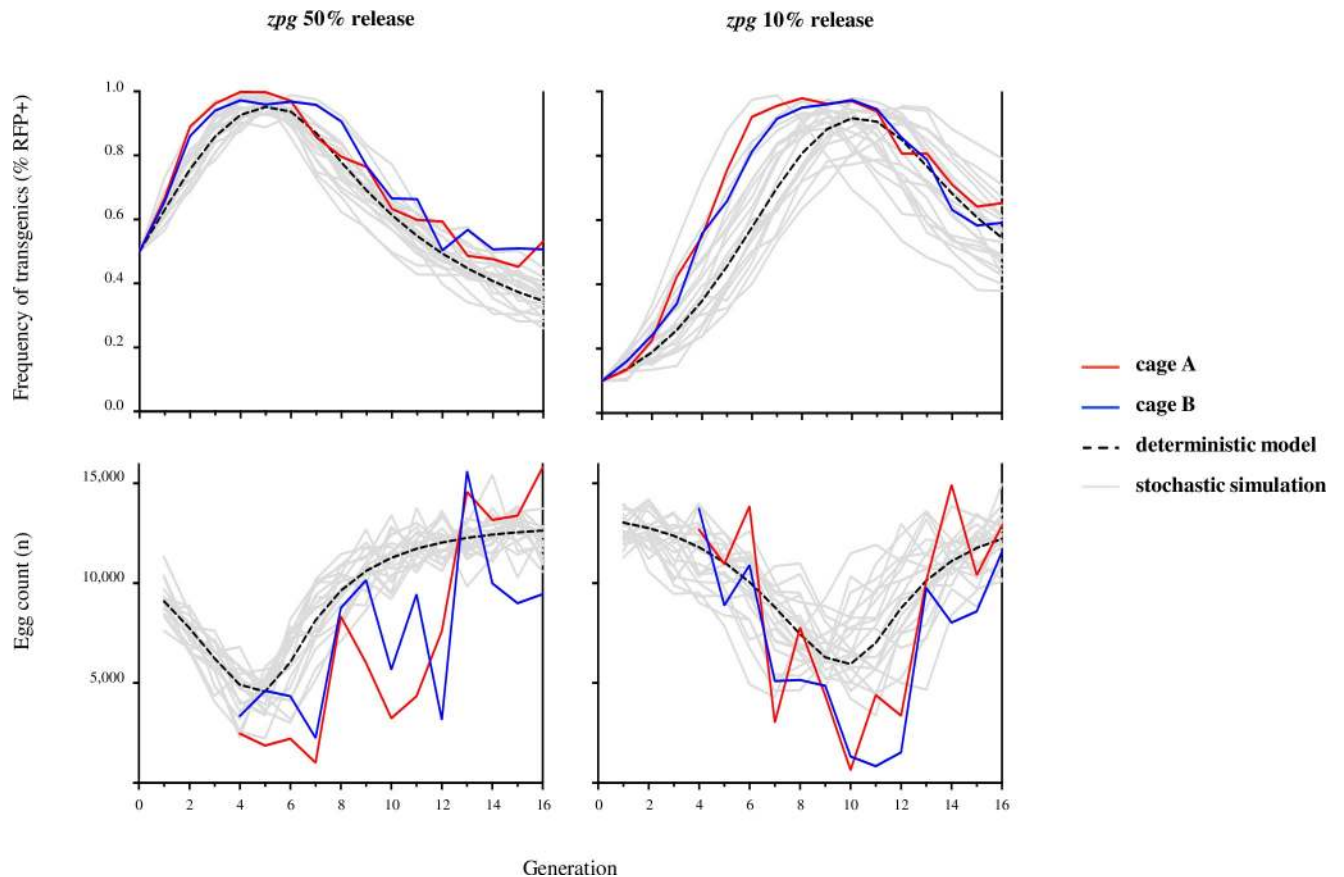 zpg 50% release
zpg 10% release
Frequency of transgenics (% RFP+)
1.0
0.8
0.6
0.4
0.2
0.0
cage A
cage B
deterministic model
stochastic simulation
Egg count (n)
15,000
10,000
5,000
0 2 4 6 8 10 12 14 16
0 2 4 6 8 10 12 14 16
Generation